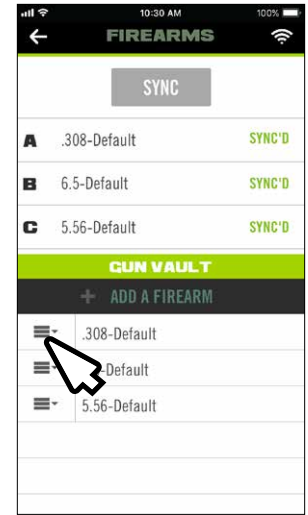 10:30 AM 100%
FIREARMS
SYNC
A .308-Default SYNC'D
B 6.5-Default SYNC'D
C 5.56-Default SYNC'D
GUN VAULT
+ ADD A FIREARM
.308-Default
-Default
5.56-Default